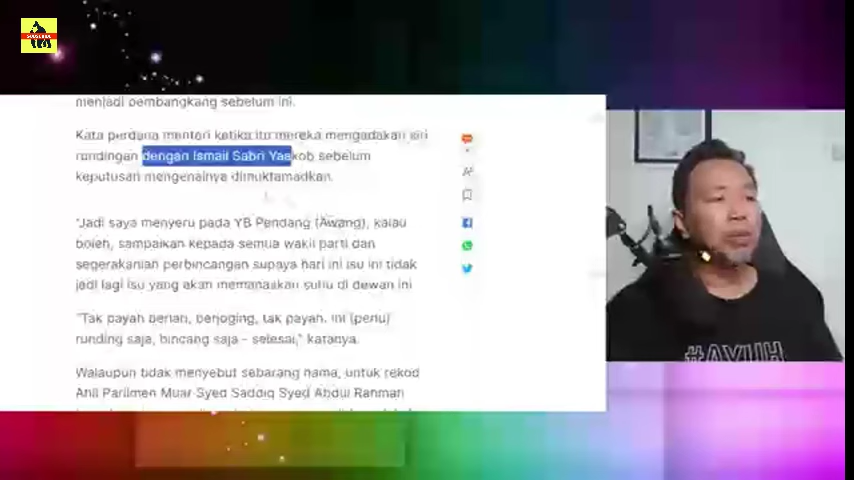 SUBSCRIBE
menjadi pembangkang sebelum ini.
Kata perdana menteri ketika itu mereka mengadakan siri
rundingan dengan Ismail Sabri Yaakob sebelum
keputusan mengenainya dimuktamadkan.
"Jadi saya menyeru pada YB Pendang (Awang), kalau
boleh, sampaikan kepada semua wakil parti dan
segerakanlah perbincangan supaya hari ini isu ini tidak
jadi lagi isu yang akan memanaskan suhu di dewan ini
"Tak payah berlari, berjoging, tak payah. Ini (perlu)
runding saja, bincang saja - selesai," katanya.
Walaupun tidak menyebut sebarang nama, untuk rekod
Ahli Parlimen Muar Syed Saddiq Syed Abdul Rahman
#AYUH